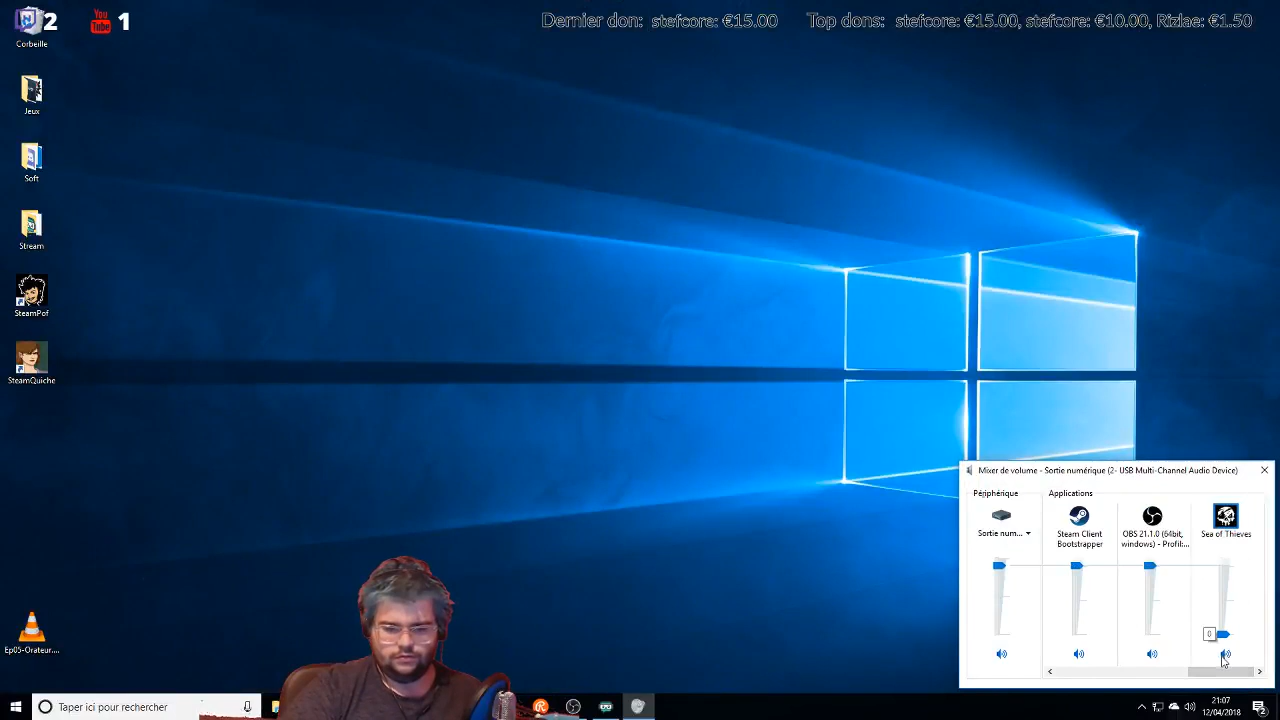 2
You
Tube
1
Dernier don: stefcore: €15.00
Top dons: stefcore: €15.00, stefcore: €10.00, Rizlae: €1.50
Corbeille
Jeux
Soft
Stream
SteamPof
SteamQuiche
Ep05-Orateur...
Mixer de volume - Sortie numérique (2- USB Multi-Channel Audio Device)
Périphérique
Applications
Sortie num...
Steam Client
Bootstrapper
OBS 21.1.0 (64bit,
windows) - Profil:...
Sea of Thieves
0
Taper ici pour rechercher
21:07
12/04/2018
2